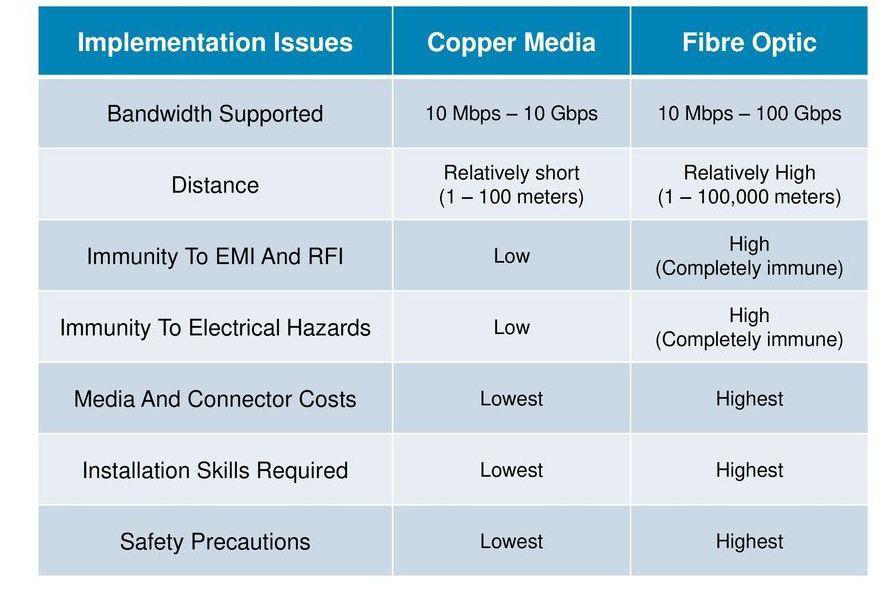 Implementation Issues Copper Media Fibre Optic
Bandwidth Supported 10 Mbps – 10 Gbps 10 Mbps – 100 Gbps
Distance Relatively short (1 – 100 meters) Relatively High (1 – 100,000 meters)
Immunity To EMI And RFI Low High (Completely immune)
Immunity To Electrical Hazards Low High (Completely immune)
Media And Connector Costs Lowest Highest
Installation Skills Required Lowest Highest
Safety Precautions Lowest Highest